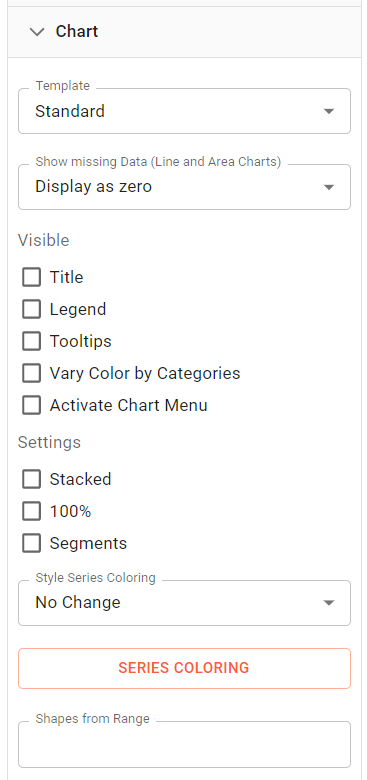 Chart
Template
Standard
Show missing Data (Line and Area Charts)
Display as zero
Visible
Title
Legend
Tooltips
Vary Color by Categories
Activate Chart Menu
Settings
Stacked
100%
Segments
Style Series Coloring
No Change
SERIES COLORING
Shapes from Range